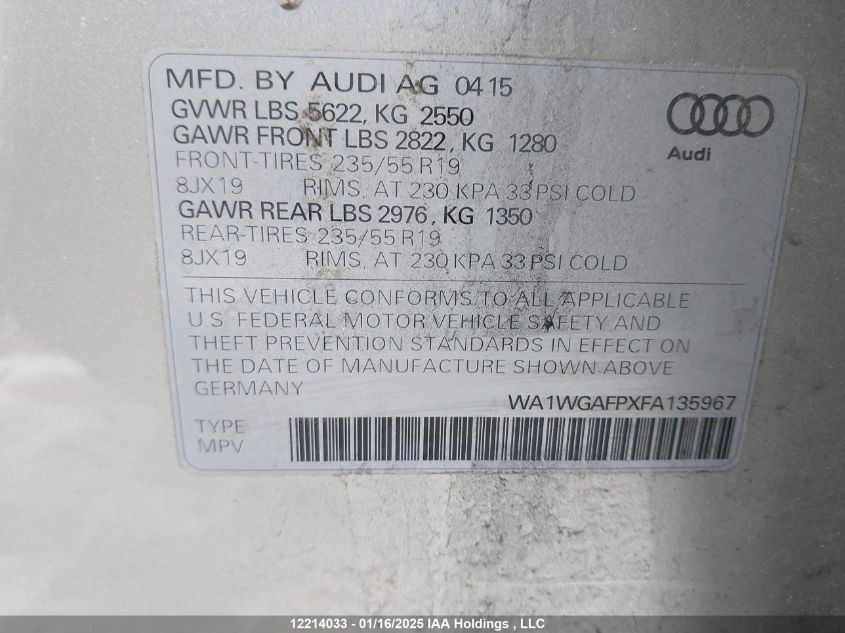 MFD. BY AUDI AG 0415
GVWR LBS 5622, KG 2550
GAWR FRONT LBS 2822, KG 1280
FRONT-TIRES 235/55 R19
8JX19 RIMS, AT 230 KPA 33 PSI COLD
GAWR REAR LBS 2976, KG 1350
REAR-TIRES 235/55 R19
8JX19 RIMS, AT 230 KPA 33 PSI COLD
Audi
THIS VEHICLE CONFORMS TO ALL APPLICABLE
U.S. FEDERAL MOTOR VEHICLE SAFETY AND
THEFT PREVENTION STANDARDS IN EFFECT ON
THE DATE OF MANUFACTURE SHOWN ABOVE
GERMANY
WA1WGAFPXFA135967
TYPE
MPV
12214033 - 01/16/2025 IAA Holdings , LLC